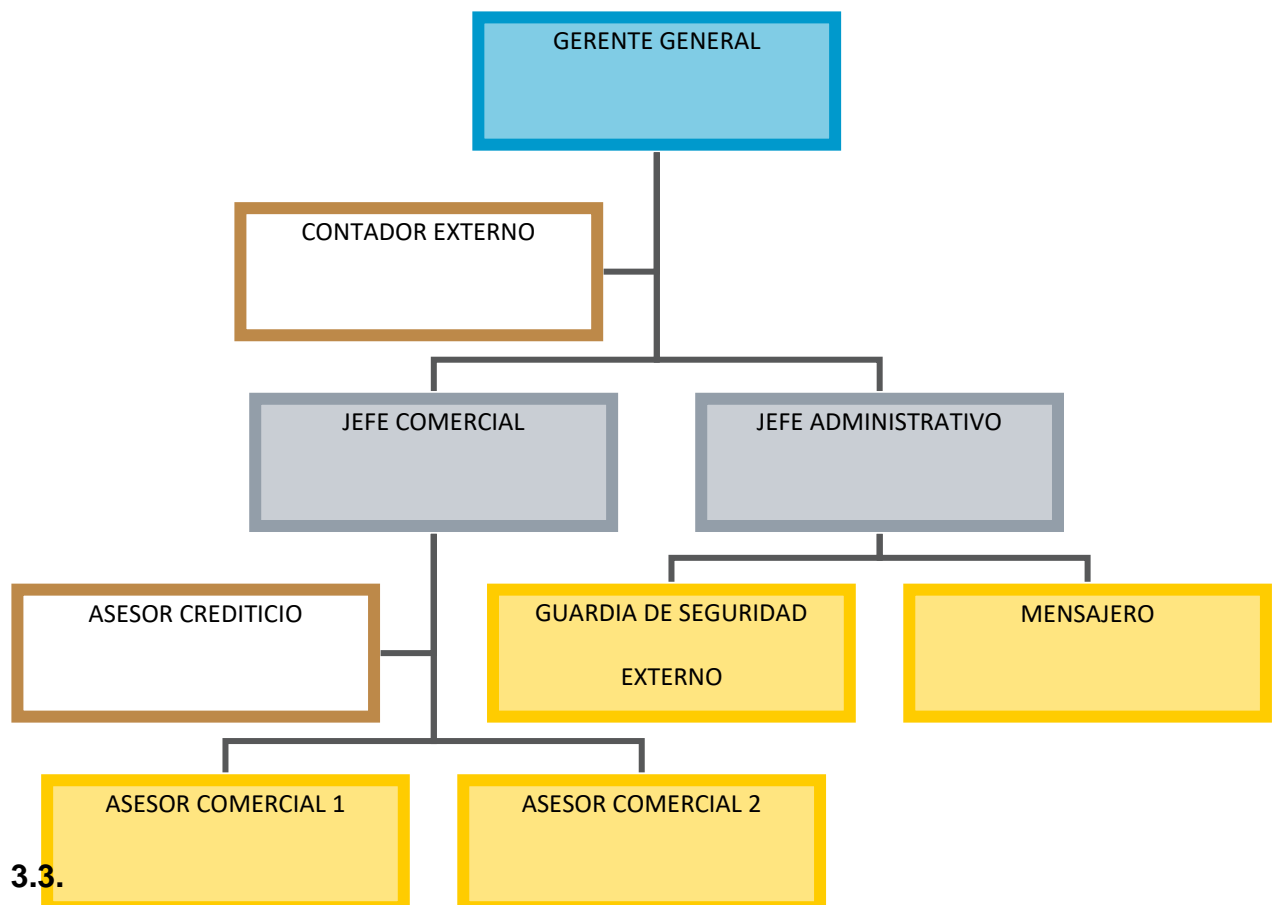 GERENTE GENERAL
CONTADOR EXTERNO
JEFE COMERCIAL
JEFE ADMINISTRATIVO
ASESOR CREDITICIO
GUARDIA DE SEGURIDAD
EXTERNO
MENSAJERO
ASESOR COMERCIAL 1
ASESOR COMERCIAL 2
3.3.